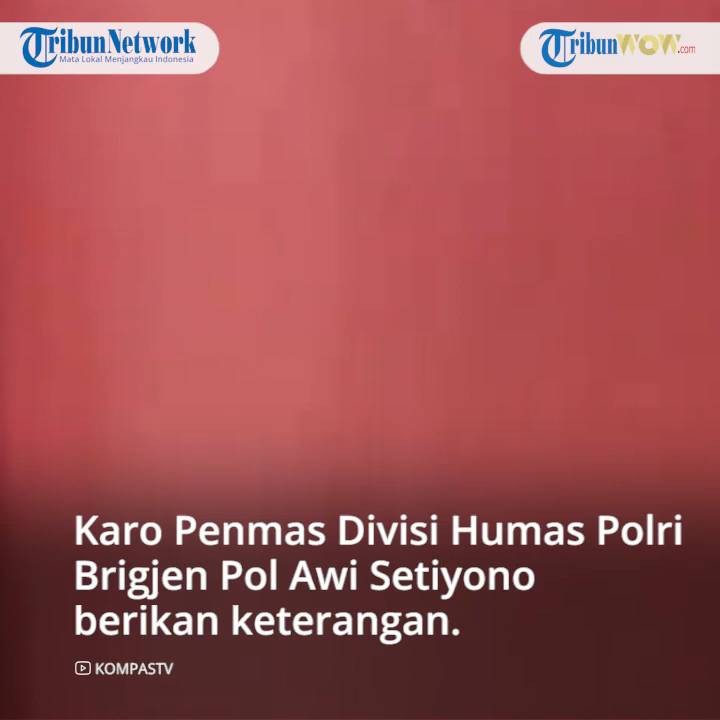 TribunNetwork
Mata Lokal Menjangkau Indonesia
TribunWOW.com
Karo Penmas Divisi Humas Polri
Brigjen Pol Awi Setiyono
berikan keterangan.
KOMPASTV